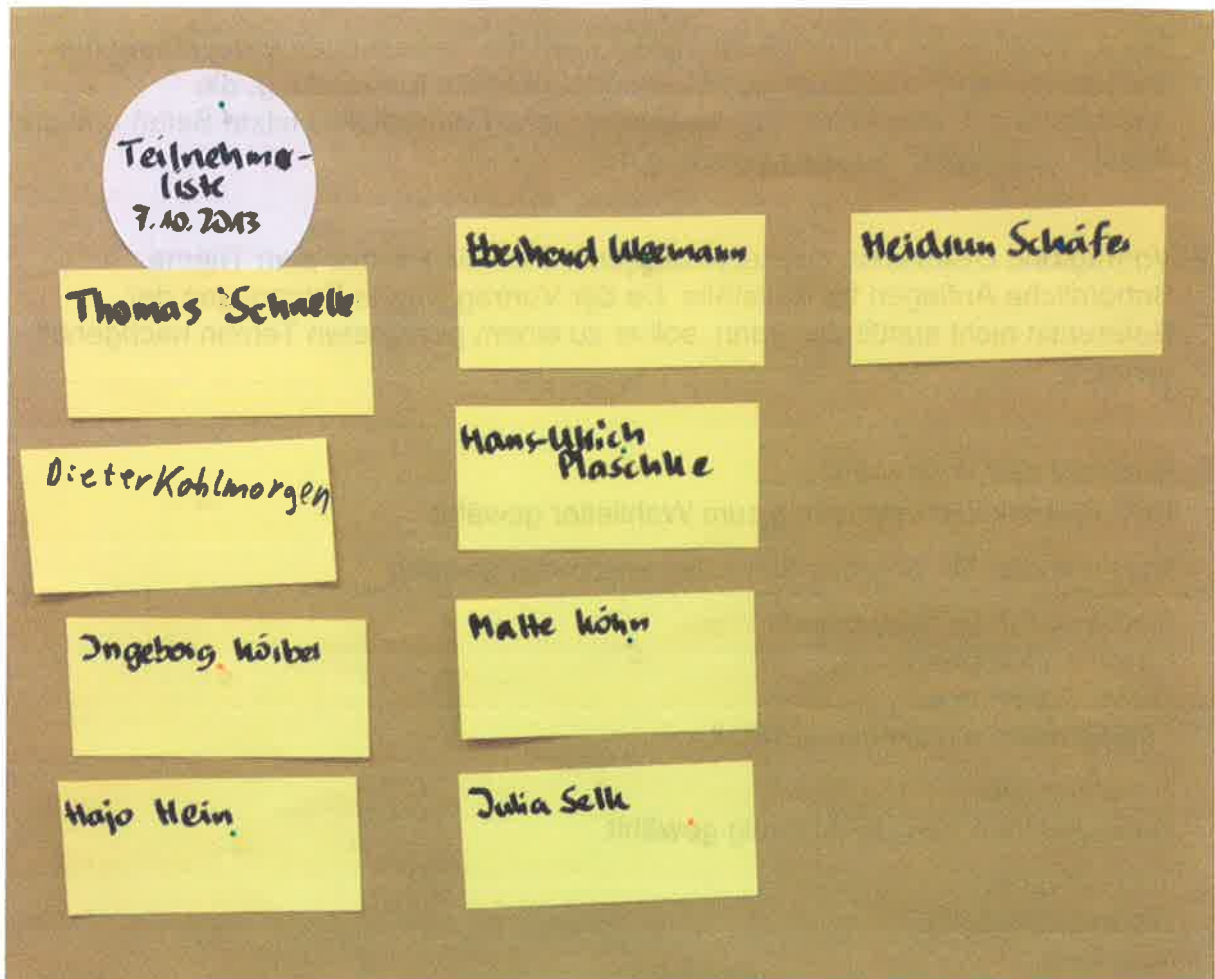 Teilnehmer-
liste
7.10.2013
Thomas Schnelle
Dieter Kohlmorgen
Ingeborg Körber
Hajo Hein
Eberhard
Hans-Ulrich
Plaschke
Malte Köhn
Julia Selk
Heidrun Schäfer